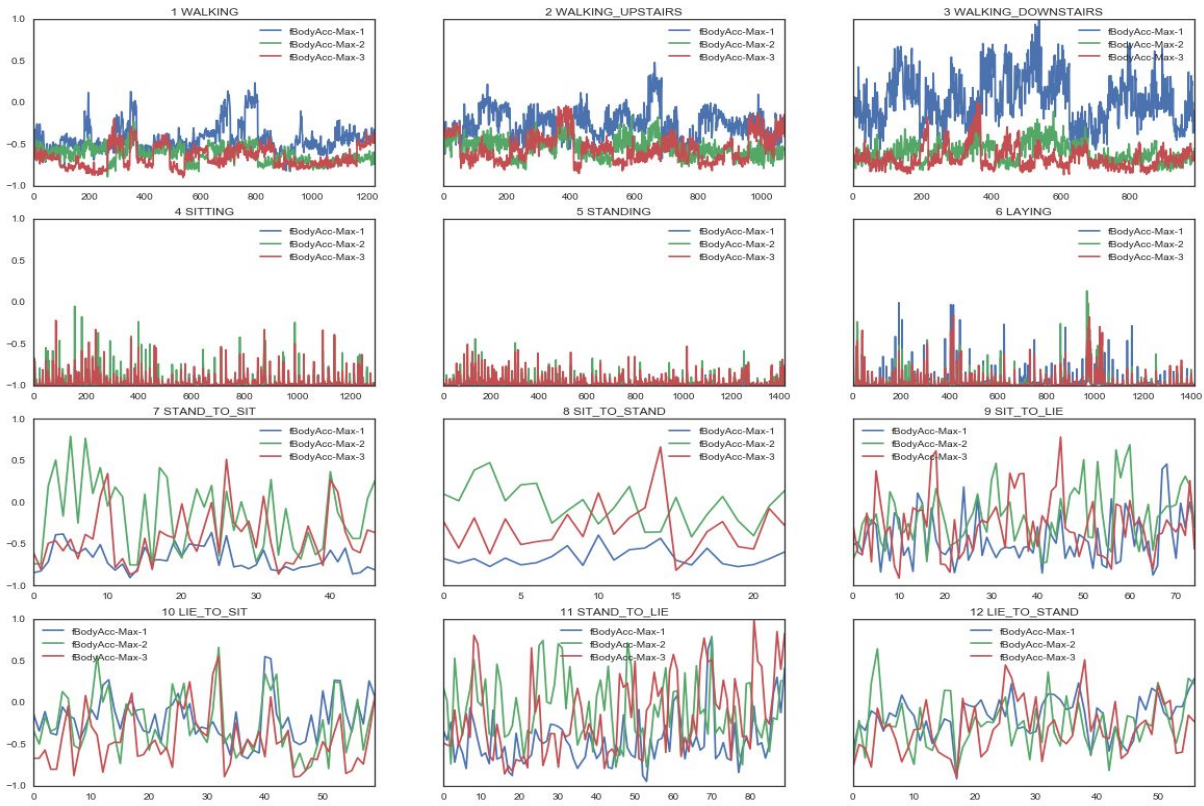 1 WALKING
2 WALKING_UPSTAIRS
3 WALKING_DOWNSTAIRS
1.0
0.5
0.0
−0.5
−1.0
fBodyAcc-Max-1
fBodyAcc-Max-2
fBodyAcc-Max-3
fBodyAcc-Max-1
fBodyAcc-Max-2
fBodyAcc-Max-3
fBodyAcc-Max-1
fBodyAcc-Max-2
fBodyAcc-Max-3
0 200 400 600 800 1000 1200
0 200 400 600 800 1000
0 200 400 600 800
4 SITTING
5 STANDING
6 LAYING
1.0
0.5
0.0
−0.5
−1.0
fBodyAcc-Max-1
fBodyAcc-Max-2
fBodyAcc-Max-3
fBodyAcc-Max-1
fBodyAcc-Max-2
fBodyAcc-Max-3
fBodyAcc-Max-1
fBodyAcc-Max-2
fBodyAcc-Max-3
0 200 400 600 800 1000 1200
0 200 400 600 800 1000 1200 1400
0 200 400 600 800 1000 1200 1400
7 STAND_TO_SIT
8 SIT_TO_STAND
9 SIT_TO_LIE
1.0
0.5
0.0
−0.5
−1.0
fBodyAcc-Max-1
fBodyAcc-Max-2
fBodyAcc-Max-3
fBodyAcc-Max-1
fBodyAcc-Max-2
fBodyAcc-Max-3
fBodyAcc-Max-1
fBodyAcc-Max-2
fBodyAcc-Max-3
0 10 20 30 40
0 5 10 15 20
0 10 20 30 40 50 60 70
10 LIE_TO_SIT
11 STAND_TO_LIE
12 LIE_TO_STAND
1.0
0.5
0.0
−0.5
−1.0
fBodyAcc-Max-1
fBodyAcc-Max-2
fBodyAcc-Max-3
fBodyAcc-Max-1
fBodyAcc-Max-2
fBodyAcc-Max-3
fBodyAcc-Max-1
fBodyAcc-Max-2
fBodyAcc-Max-3
0 10 20 30 40 50
0 10 20 30 40 50 60 70 80
0 10 20 30 40 50